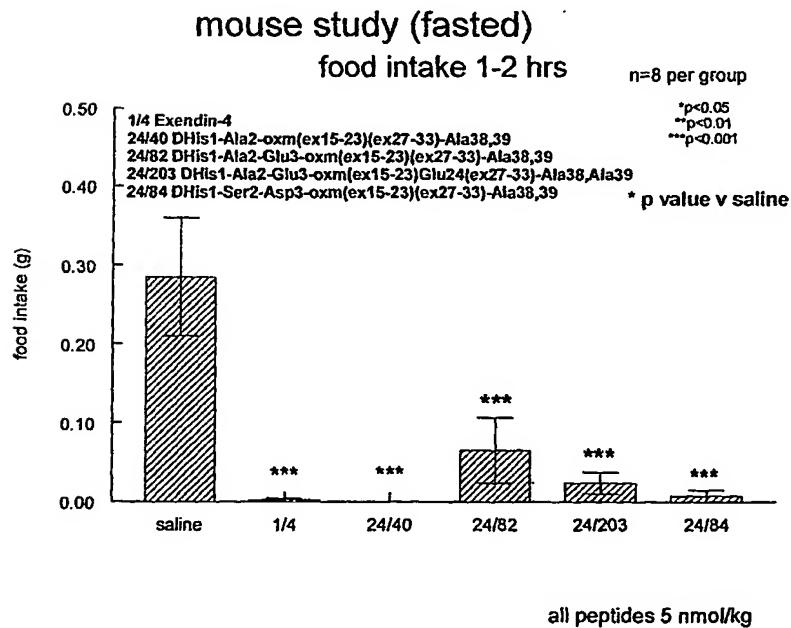 mouse study (fasted)
food intake 1-2 hrs
n=8 per group
*p<0.05
**p<0.01
***p<0.001
* p value v saline
1/4 Exendin-4
24/40 DHis1-Ala2-oxm(ex15-23)(ex27-33)-Ala38,39
24/82 DHis1-Ala2-Glu3-oxm(ex15-23)(ex27-33)-Ala38,39
24/203 DHis1-Ala2-Glu3-oxm(ex15-23)Glu24(ex27-33)-Ala38,Ala39
24/84 DHis1-Ser2-Asp3-oxm(ex15-23)(ex27-33)-Ala38,39
food intake (g)
0.50
0.40
0.30
0.20
0.10
0.00
*** *** *** *** ***
saline 1/4 24/40 24/82 24/203 24/84
all peptides 5 nmol/kg